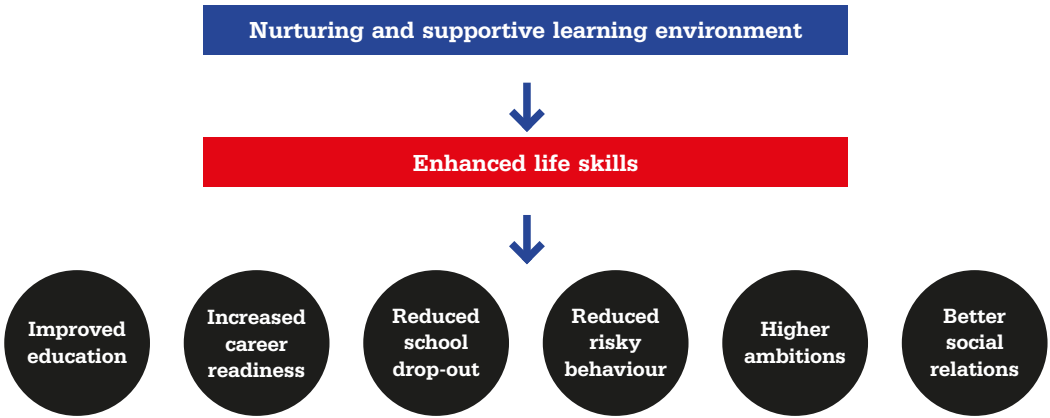 Nurturing and supportive learning environment
Enhanced life skills
Improved
education
Increased
career
readiness
Reduced
school
drop-out
Reduced
risky
behaviour
Higher
ambitions
Better
social
relations